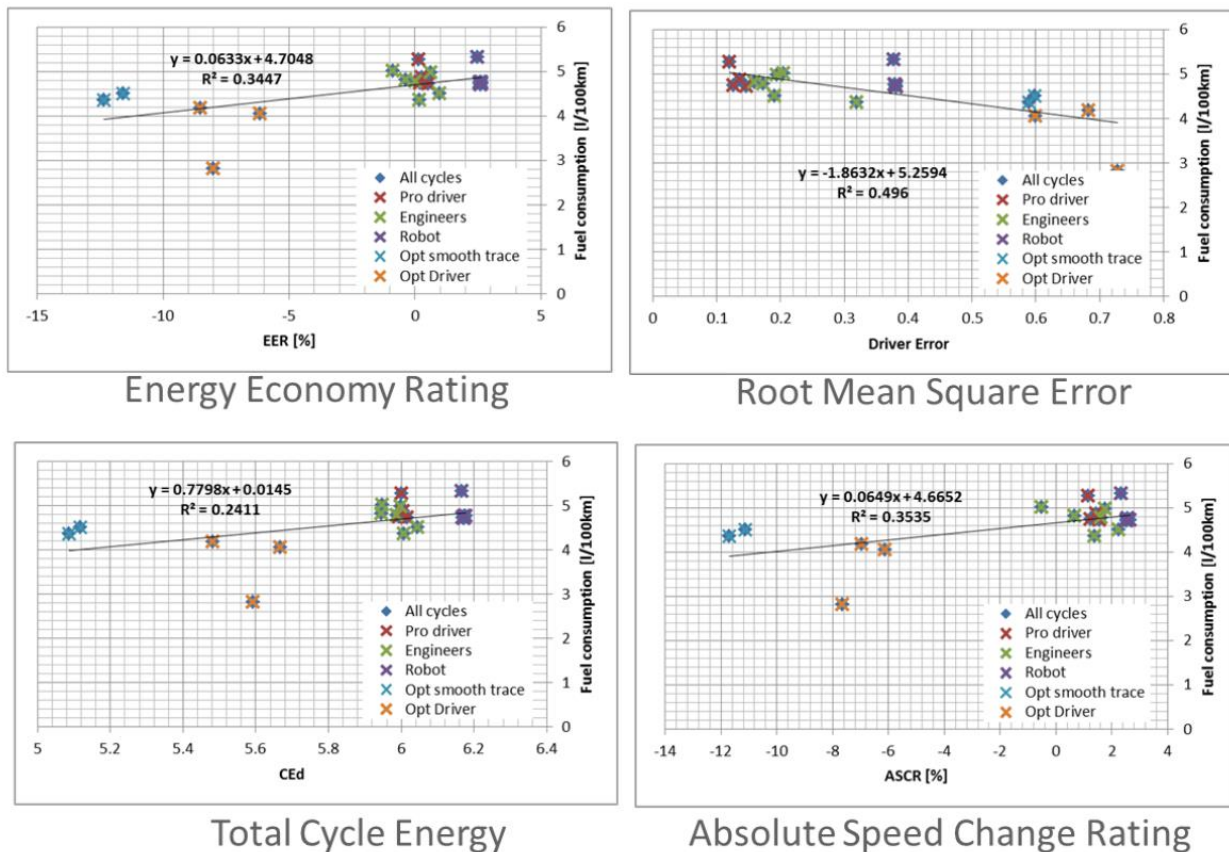 y = 0.0633x + 4.7048
R² = 0.3447
All cycles
Pro driver
Engineers
Robot
Opt smooth trace
Opt Driver
Fuel consumption [l/100km]
6
5
4
3
2
1
0
-15
-10
-5
0
5
EER [%]
Energy Economy Rating
y = -1.8632x + 5.2594
R² = 0.496
All cycles
Pro driver
Engineers
Robot
Opt smooth trace
Opt Driver
Fuel consumption [l/100km]
6
5
4
3
2
1
0
0
0.1
0.2
0.3
0.4
0.5
0.6
0.7
0.8
Driver Error
Root Mean Square Error
y = 0.7798x + 0.0145
R² = 0.2411
All cycles
Pro driver
Engineers
Robot
Opt smooth trace
Opt Driver
Fuel consumption [l/100km]
6
5
4
3
2
1
0
5
5.2
5.4
5.6
5.8
6
6.2
6.4
CEd
Total Cycle Energy
y = 0.0649x + 4.6652
R² = 0.3535
All cycles
Pro driver
Engineers
Robot
Opt smooth trace
Opt Driver
Fuel consumption [l/100km]
6
5
4
3
2
1
0
-14
-12
-10
-8
-6
-4
-2
0
2
4
ASCR [%]
Absolute Speed Change Rating